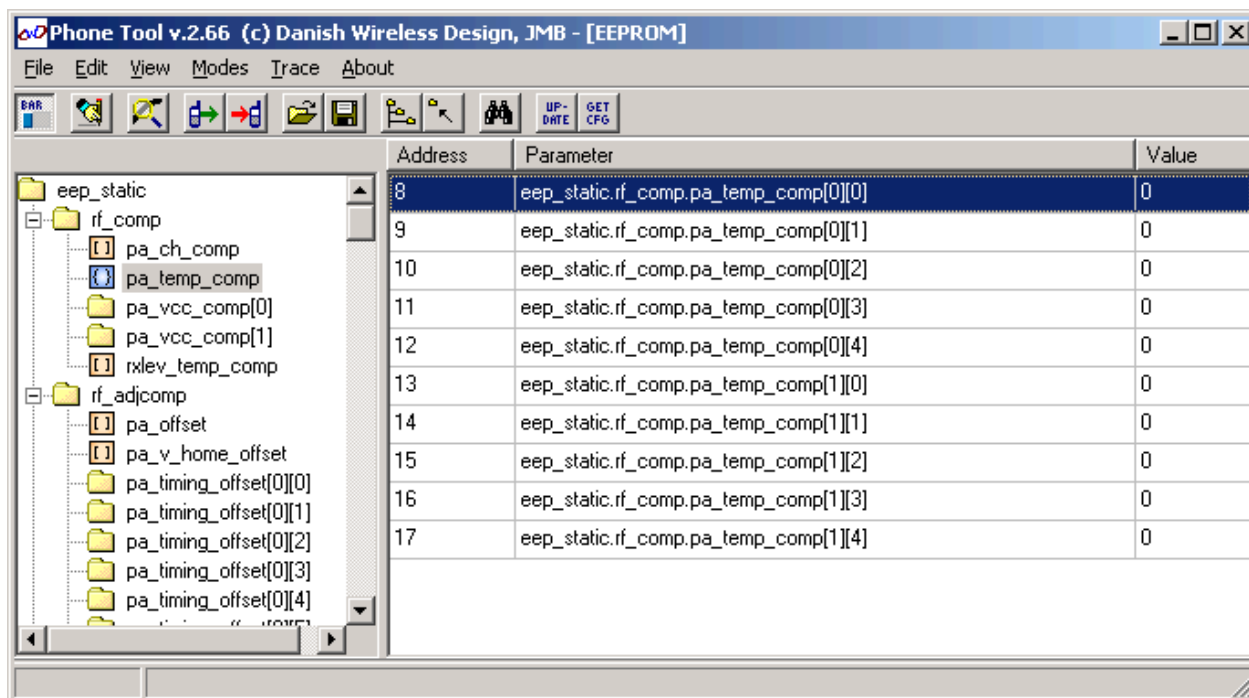 Phone Tool v.2.66 (c) Danish Wireless Design, JMB - [EEPROM]
File Edit View Modes Trace About
BAR
UP-DATE
GET CFG
Address Parameter Value
eep_static
rf_comp
pa_ch_comp
pa_temp_comp
pa_vcc_comp[0]
pa_vcc_comp[1]
rxlev_temp_comp
rf_adjcomp
pa_offset
pa_v_home_offset
pa_timing_offset[0][0]
pa_timing_offset[0][1]
pa_timing_offset[0][2]
pa_timing_offset[0][3]
pa_timing_offset[0][4]
8 eep_static.rf_comp.pa_temp_comp[0][0] 0
9 eep_static.rf_comp.pa_temp_comp[0][1] 0
10 eep_static.rf_comp.pa_temp_comp[0][2] 0
11 eep_static.rf_comp.pa_temp_comp[0][3] 0
12 eep_static.rf_comp.pa_temp_comp[0][4] 0
13 eep_static.rf_comp.pa_temp_comp[1][0] 0
14 eep_static.rf_comp.pa_temp_comp[1][1] 0
15 eep_static.rf_comp.pa_temp_comp[1][2] 0
16 eep_static.rf_comp.pa_temp_comp[1][3] 0
17 eep_static.rf_comp.pa_temp_comp[1][4] 0